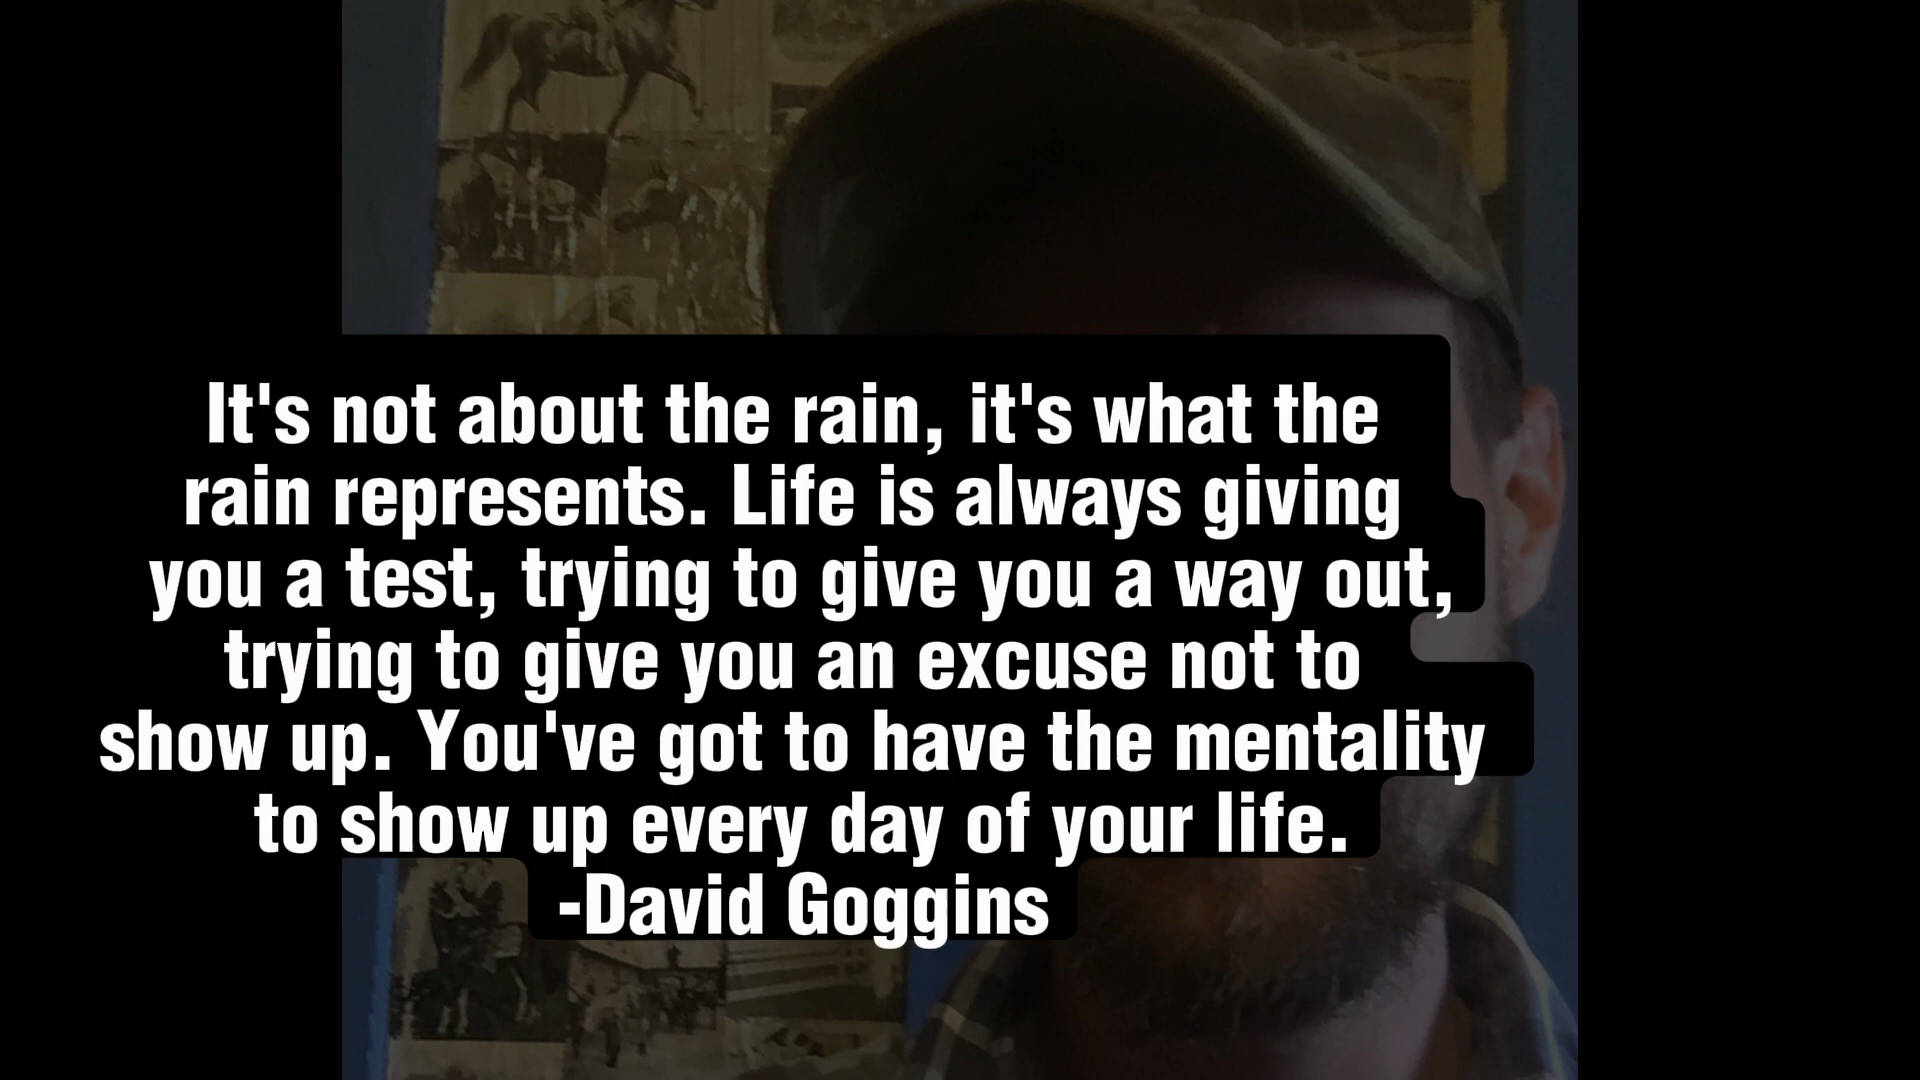 It's not about the rain, it's what the
rain represents. Life is always giving
you a test, trying to give you a way out,
trying to give you an excuse not to
show up. You've got to have the mentality
to show up every day of your life.
-David Goggins